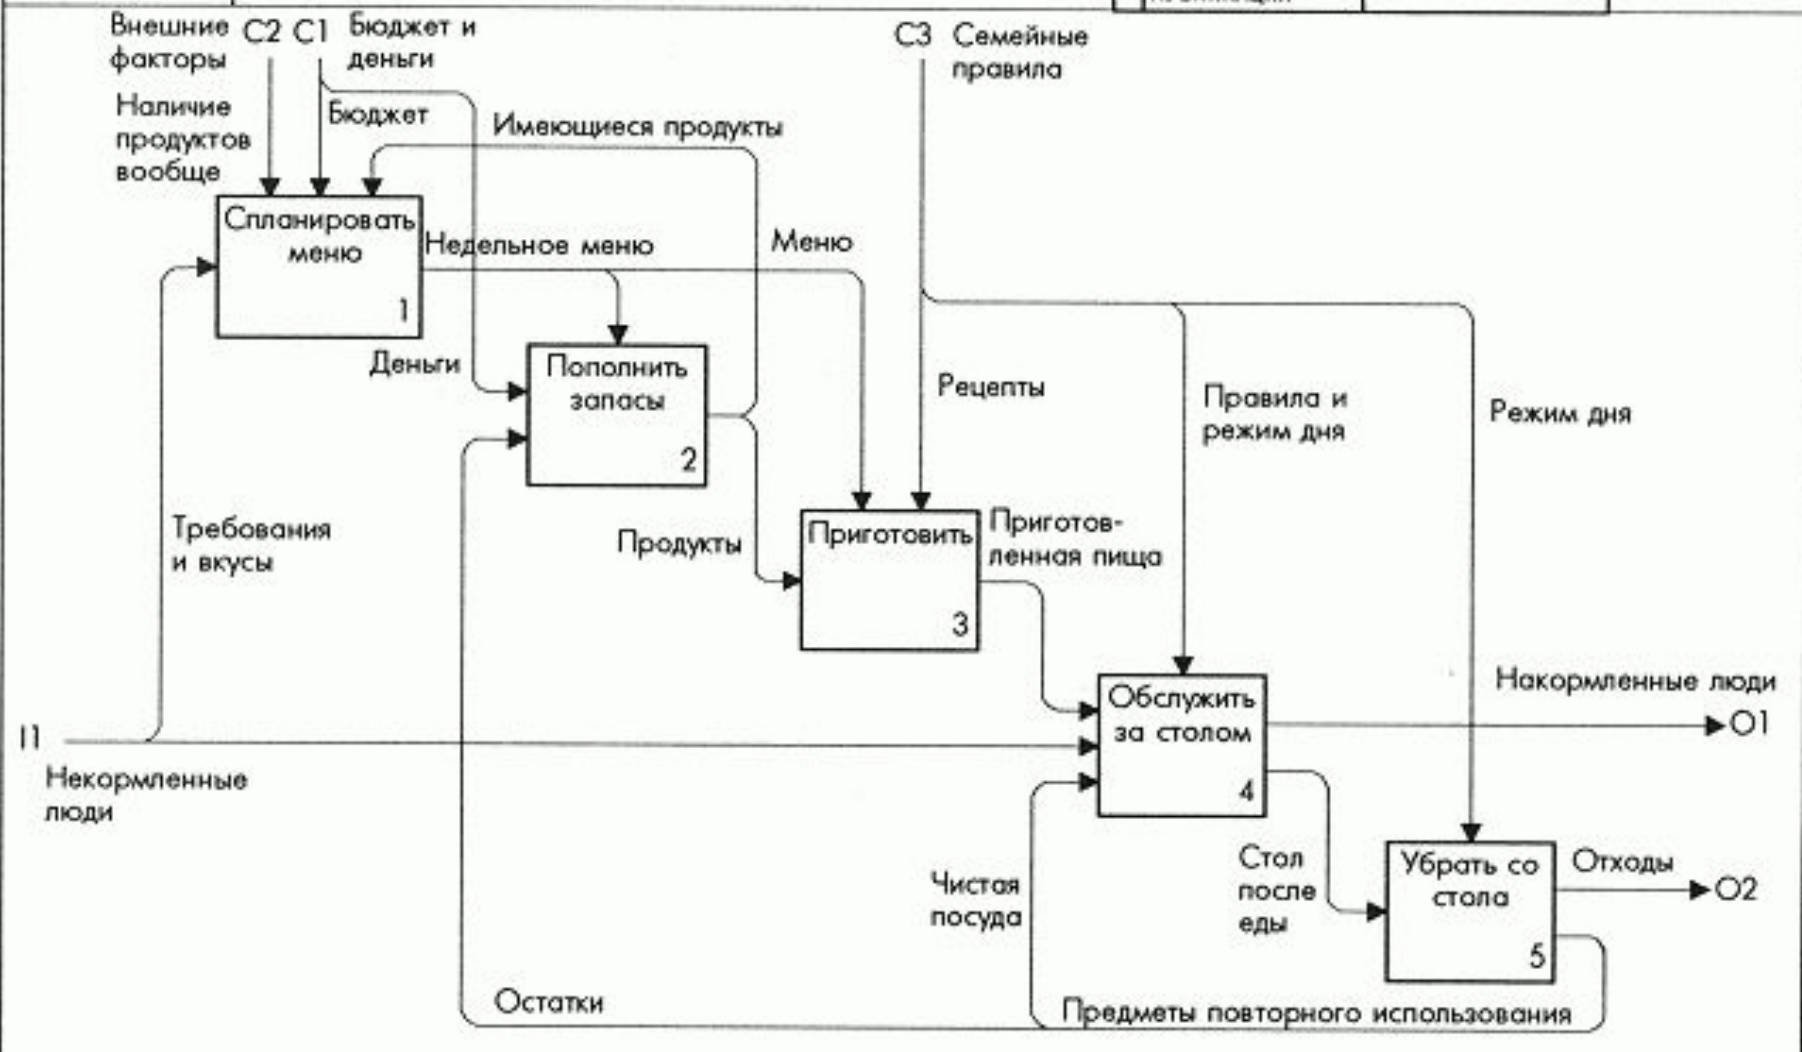 Внешние
факторы
C2
C1
Бюджет и
деньги
C3
Семейные
правила
Наличие
продуктов
вообще
Бюджет
Имеющиеся продукты
Спланировать
меню
1
Недельное меню
Меню
Деньги
Пополнить
запасы
2
Рецепты
Правила и
режим дня
Режим дня
Требования
и вкусы
Продукты
Приготовить
3
Приготов-
ленная пища
Обслужить
за столом
4
Накормленные люди
O1
I1
Некормленные
люди
Чистая
посуда
Стол
после
еды
Убрать со
стола
5
Отходы
O2
Остатки
Предметы повторного использования